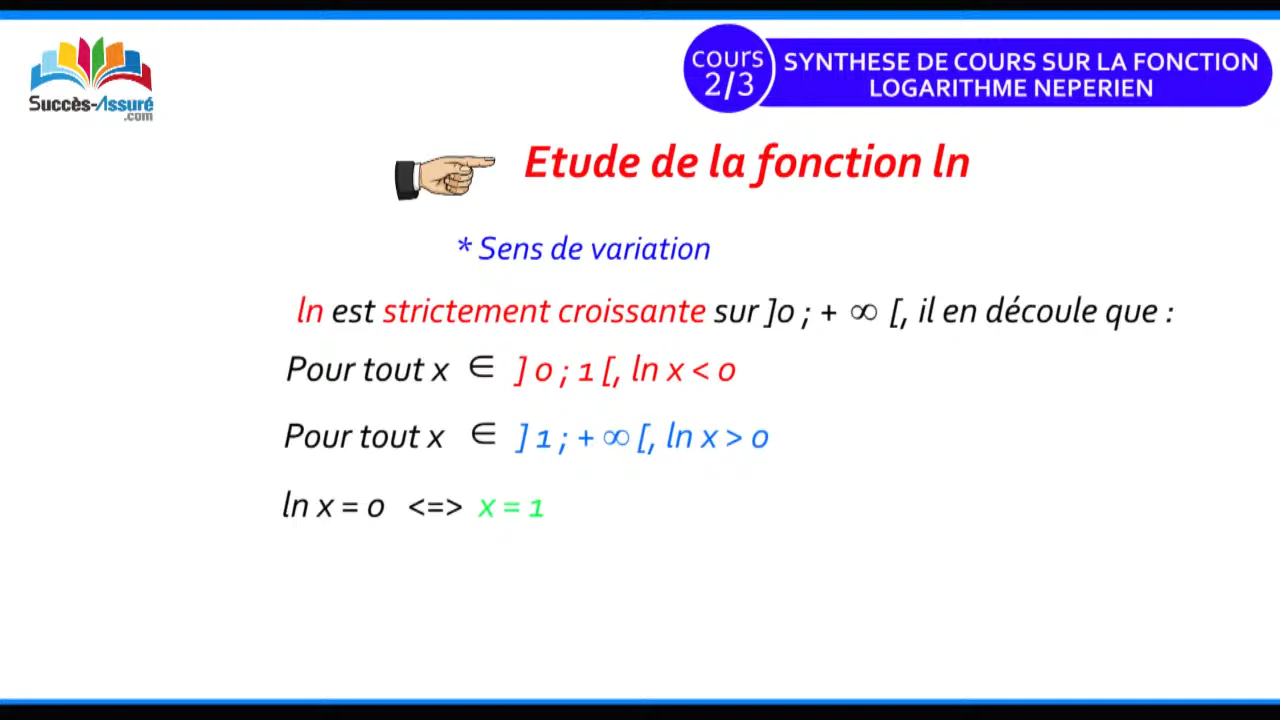 Succès-Assuré
.com
cours
2/3
SYNTHESE DE COURS SUR LA FONCTION
LOGARITHME NEPERIEN
Etude de la fonction ln
* Sens de variation
ln est strictement croissante sur ]0 ; + ∞ [, il en découle que :
Pour tout x ∈ ] 0 ; 1 [, ln x < 0
Pour tout x ∈ ] 1 ; + ∞ [, ln x > 0
ln x = 0 <=> x = 1